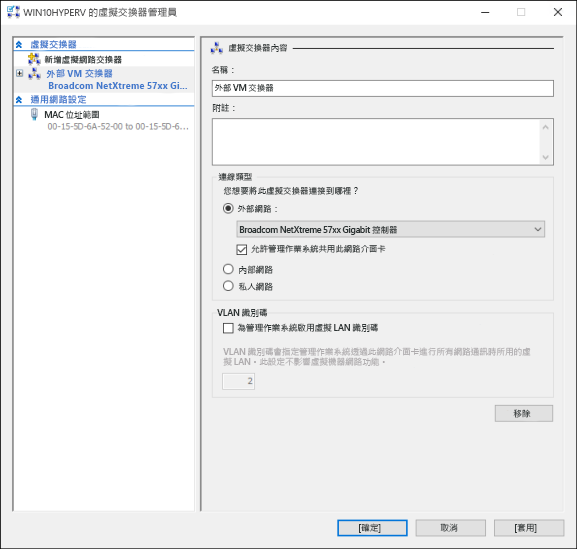 WIN10HYPERV 的虛擬交換器管理員
虛擬交換器
新增虛擬網路交換器
外部 VM 交換器
Broadcom NetXtreme 57xx Gi...
通用網路設定
MAC 位址範圍
00-15-5D-6A-52-00 to 00-15-5D-6...
虛擬交換器內容
名稱：
外部 VM 交換器
附註：
連線類型
您想要將此虛擬交換器連接到哪裡？
外部網路：
Broadcom NetXtreme 57xx Gigabit 控制器
允許管理作業系統共用此網路介面卡
內部網路
私人網路
VLAN 識別碼
為管理作業系統啟用虛擬 LAN 識別碼
VLAN 識別碼會指定管理作業系統透過此網路介面卡進行所有網路通訊時所用的虛
擬 LAN。此設定不影響虛擬機器網路功能。
2
移除
[確定]
取消
[套用]